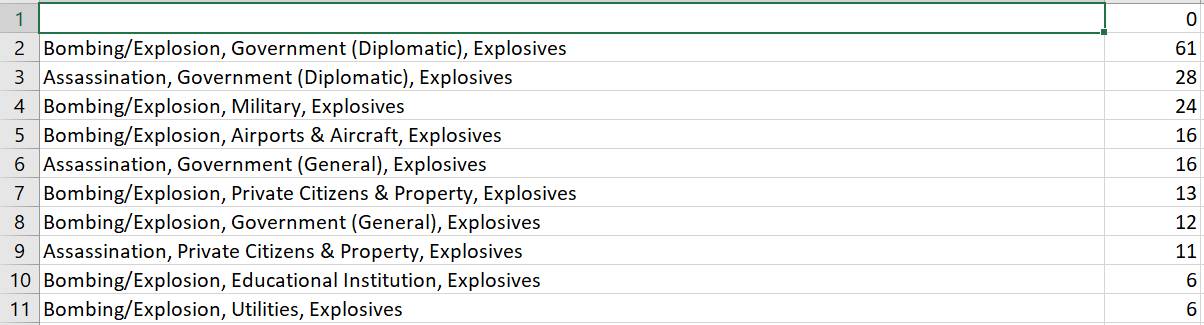 1 0
2 Bombing/Explosion, Government (Diplomatic), Explosives 61
3 Assassination, Government (Diplomatic), Explosives 28
4 Bombing/Explosion, Military, Explosives 24
5 Bombing/Explosion, Airports & Aircraft, Explosives 16
6 Assassination, Government (General), Explosives 16
7 Bombing/Explosion, Private Citizens & Property, Explosives 13
8 Bombing/Explosion, Government (General), Explosives 12
9 Assassination, Private Citizens & Property, Explosives 11
10 Bombing/Explosion, Educational Institution, Explosives 6
11 Bombing/Explosion, Utilities, Explosives 6